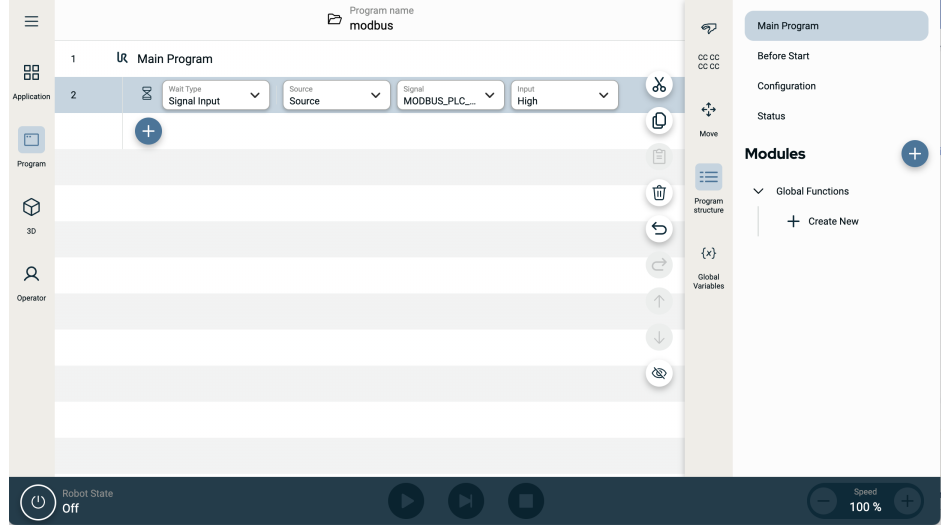 Program name
modbus
Application
Program
3D
Operator
1 Main Program
2
Wait Type
Signal Input
Source
Source
Signal
MODBUS_PLC_...
Input
High
CC CC
CC CC
Move
Program
structure
{x}
Global
Variables
Main Program
Before Start
Configuration
Status
Modules
Global Functions
Create New
Robot State
Off
Speed
100 %